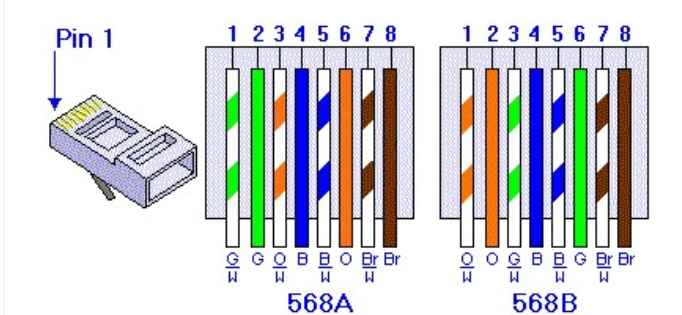 Pin 1
1 2 3 4 5 6 7 8
G/W G O/W B B/W O Br/W Br
568A
1 2 3 4 5 6 7 8
O/W O G/W B B/W G Br/W Br
568B